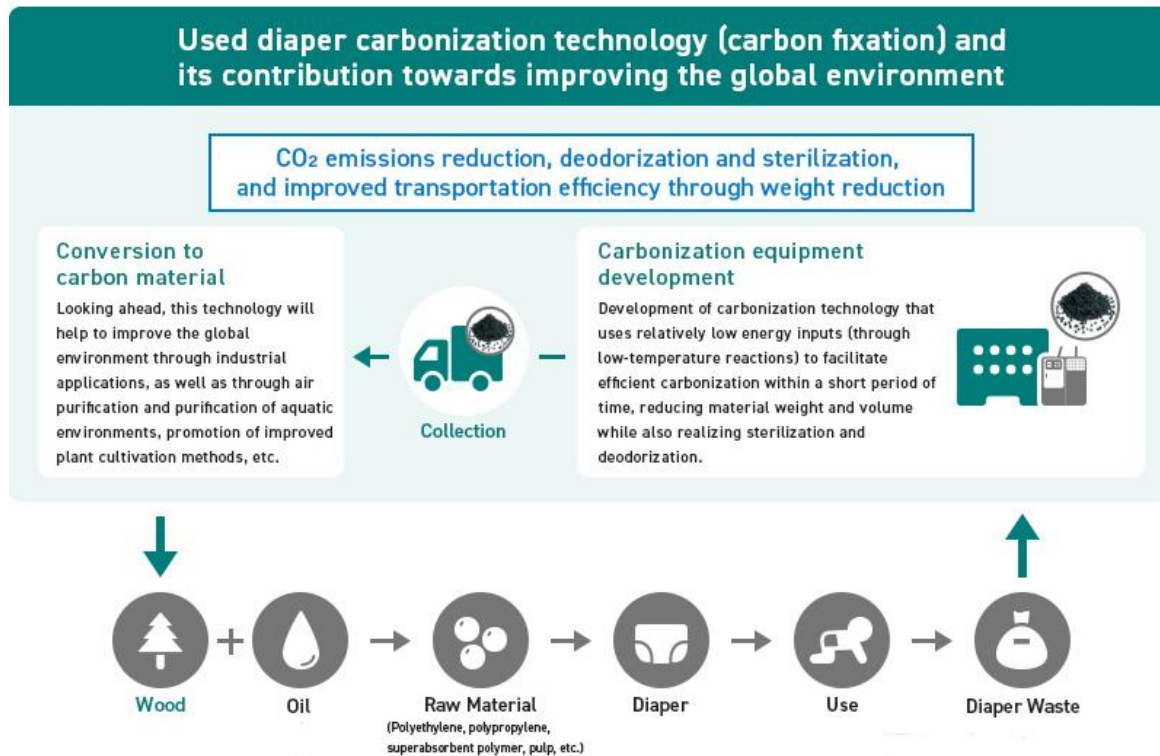 Used diaper carbonization technology (carbon fixation) and
its contribution towards improving the global environment
CO₂ emissions reduction, deodorization and sterilization,
and improved transportation efficiency through weight reduction
Conversion to
carbon material
Looking ahead, this technology will
help to improve the global
environment through industrial
applications, as well as through air
purification and purification of aquatic
environments, promotion of improved
plant cultivation methods, etc.
Collection
Carbonization equipment
development
Development of carbonization technology that
uses relatively low energy inputs (through
low-temperature reactions) to facilitate
efficient carbonization within a short period of
time, reducing material weight and volume
while also realizing sterilization and
deodorization.
Wood
Oil
Raw Material
(Polyethylene, polypropylene,
superabsorbent polymer, pulp, etc.)
Diaper
Use
Diaper Waste